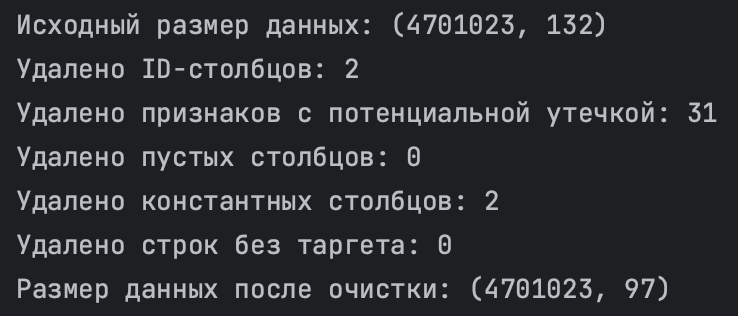 Исходный размер данных: (4701023, 132)
Удалено ID-столбцов: 2
Удалено признаков с потенциальной утечкой: 31
Удалено пустых столбцов: 0
Удалено константных столбцов: 2
Удалено строк без таргета: 0
Размер данных после очистки: (4701023, 97)